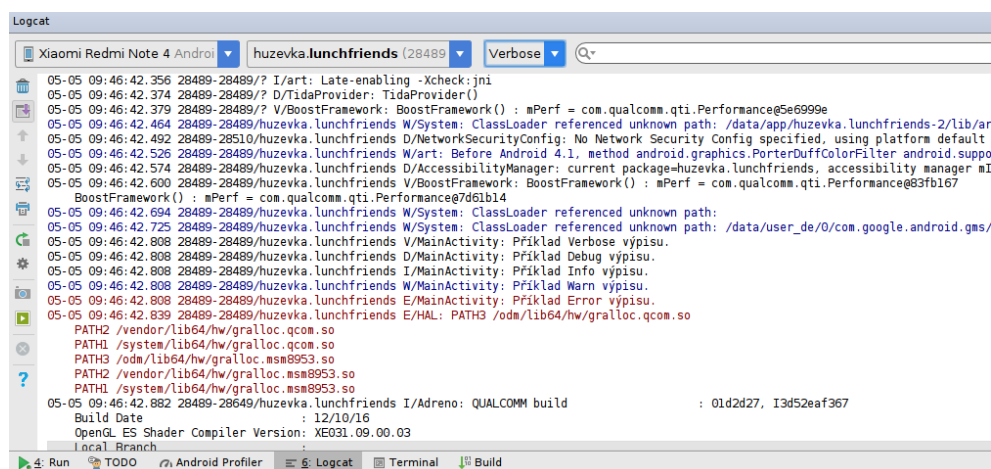 Logcat
Xiaomi Redmi Note 4 Androi
huzevka.lunchfriends (28489
Verbose
05-05 09:46:42.356 28489-28489/? I/art: Late-enabling -Xcheck:jni
05-05 09:46:42.374 28489-28489/? D/TidaProvider: TidaProvider()
05-05 09:46:42.379 28489-28489/? V/BoostFramework: BoostFramework() : mPerf = com.qualcomm.qti.Performance@5e6999e
05-05 09:46:42.464 28489-28489/huzevka.lunchfriends W/System: ClassLoader referenced unknown path: /data/app/huzevka.lunchfriends-2/lib/ar
05-05 09:46:42.492 28489-28510/huzevka.lunchfriends D/NetworkSecurityConfig: No Network Security Config specified, using platform default
05-05 09:46:42.526 28489-28489/huzevka.lunchfriends W/art: Before Android 4.1, method android.graphics.PorterDuffColorFilter android.suppo
05-05 09:46:42.574 28489-28489/huzevka.lunchfriends D/AccessibilityManager: current package=huzevka.lunchfriends, accessibility manager mI
05-05 09:46:42.600 28489-28489/huzevka.lunchfriends V/BoostFramework: BoostFramework() : mPerf = com.qualcomm.qti.Performance@83fb167
BoostFramework() : mPerf = com.qualcomm.qti.Performance@7d61b14
05-05 09:46:42.694 28489-28489/huzevka.lunchfriends W/System: ClassLoader referenced unknown path:
05-05 09:46:42.725 28489-28489/huzevka.lunchfriends W/System: ClassLoader referenced unknown path: /data/user_de/0/com.google.android.gms/
05-05 09:46:42.808 28489-28489/huzevka.lunchfriends V/MainActivity: Příklad Verbose výpisu.
05-05 09:46:42.808 28489-28489/huzevka.lunchfriends D/MainActivity: Příklad Debug výpisu.
05-05 09:46:42.808 28489-28489/huzevka.lunchfriends I/MainActivity: Příklad Info výpisu.
05-05 09:46:42.808 28489-28489/huzevka.lunchfriends W/MainActivity: Příklad Warn výpisu.
05-05 09:46:42.808 28489-28489/huzevka.lunchfriends E/MainActivity: Příklad Error výpisu.
05-05 09:46:42.839 28489-28489/huzevka.lunchfriends E/HAL: PATH3 /odm/lib64/hw/gralloc.qcom.so
PATH2 /vendor/lib64/hw/gralloc.qcom.so
PATH1 /system/lib64/hw/gralloc.qcom.so
PATH3 /odm/lib64/hw/gralloc.msm8953.so
PATH2 /vendor/lib64/hw/gralloc.msm8953.so
PATH1 /system/lib64/hw/gralloc.msm8953.so
05-05 09:46:42.882 28489-28649/huzevka.lunchfriends I/Adreno: QUALCOMM build : 01d2d27, I3d52eaf367
Build Date : 12/10/16
OpenGL ES Shader Compiler Version: XE031.09.00.03
Local Branch :
4: Run TODO Android Profiler 6: Logcat Terminal Build